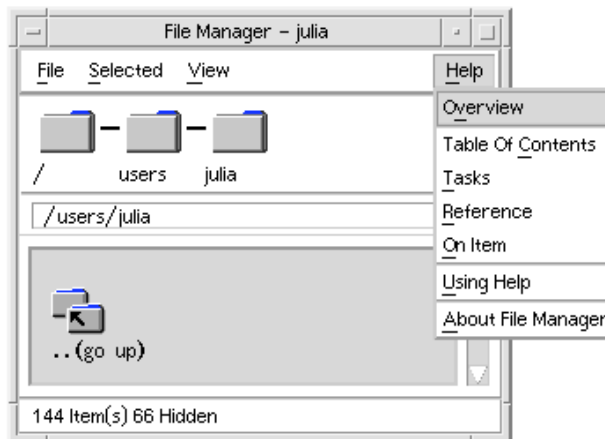 File Manager - julia
File Selected View Help
/ users julia
/users/julia
..(go up)
144 Item(s) 66 Hidden
Overview
Table Of Contents
Tasks
Reference
On Item
Using Help
About File Manager